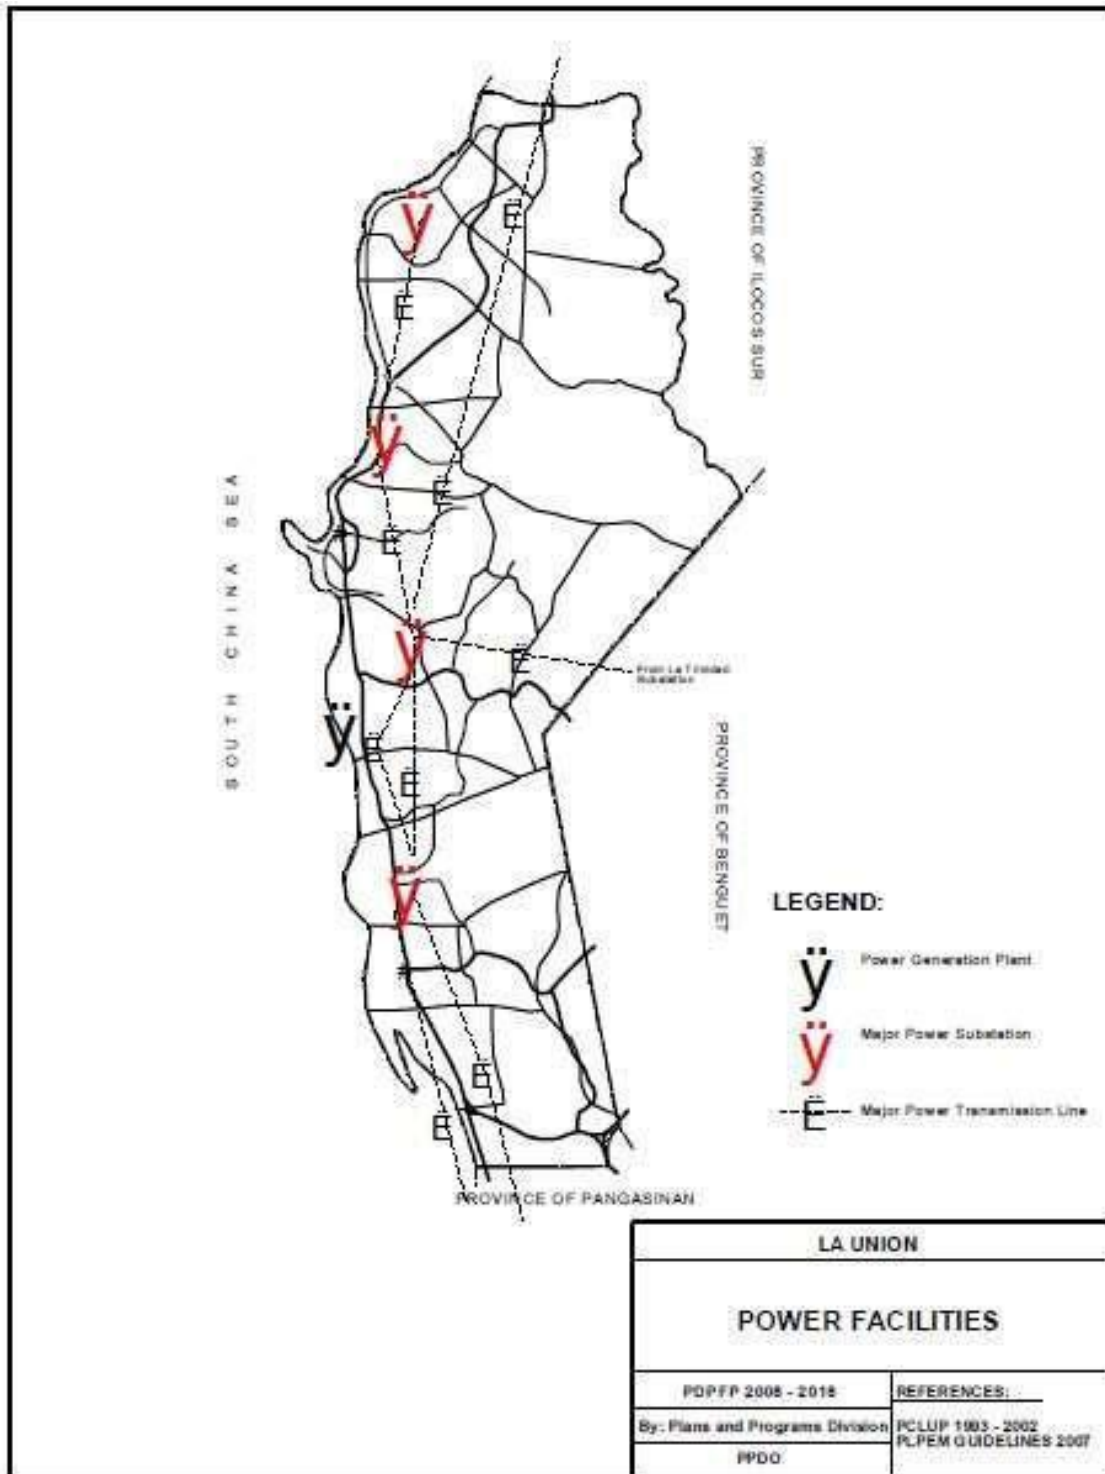 PROVINCE OF ILOCOS SUR
SOUTH CHINA SEA
From La Trinidad
Substation
PROVINCE OF BENGUET
PROVINCE OF PANGASINAN
LEGEND:
ÿ Power Generation Plant
ÿ Major Power Substation
Ë Major Power Transmission Line
ÿ
Ë
Ë
ÿ
Ë
Ë
ÿ
Ë
ÿ
Ë
Ë
ÿ
Ë
Ë
LA UNION
POWER FACILITIES
PDPFP 2008 - 2016
REFERENCES:
By: Plans and Programs Division
PCLUP 1993 - 2002
PLPEM GUIDELINES 2007
PPDO